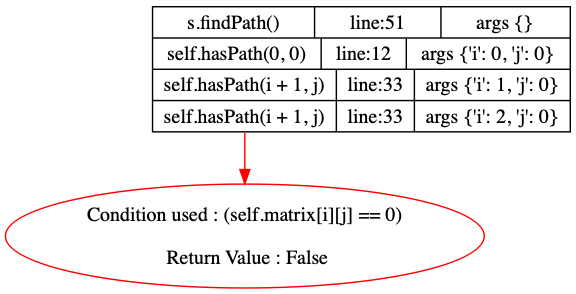 s.findPath() line:51 args {}
self.hasPath(0, 0) line:12 args {'i': 0, 'j': 0}
self.hasPath(i + 1, j) line:33 args {'i': 1, 'j': 0}
self.hasPath(i + 1, j) line:33 args {'i': 2, 'j': 0}
Condition used : (self.matrix[i][j] == 0)
Return Value : False